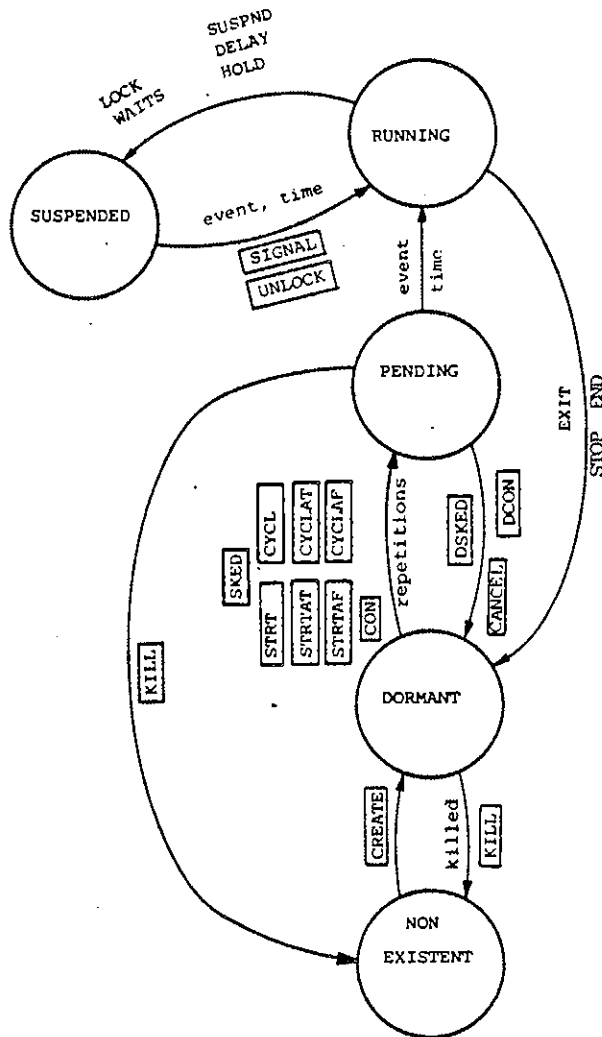 SUSPND
DELAY
HOLD
LOCK
WAITS
RUNNING
SUSPENDED
event, time
SIGNAL
UNLOCK
event
time
PENDING
EXIT
STOP END
SKED
CYCL
CYCLAT
CYCLAF
STRT
STRTAT
STRTAF
CON
repetitions
DSKED
DCON
CANCEL
KILL
DORMANT
CREATE
killed
KILL
NON
EXISTENT